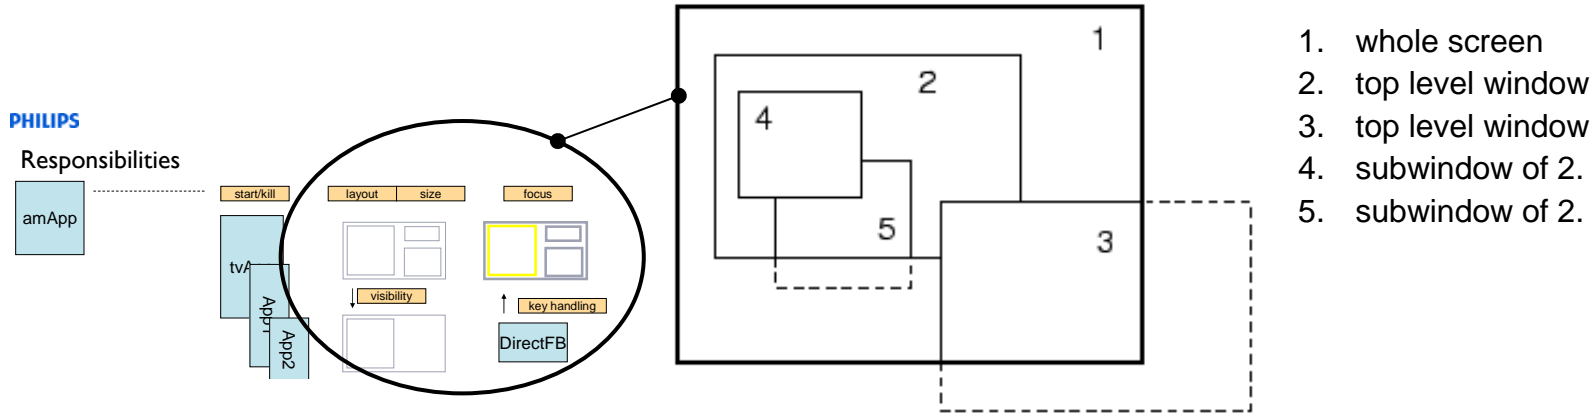 PHILIPS
Responsibilities
amApp
start/kill
layout
size
focus
visibility
key handling
DirectFB
App2
1
2
3
4
5
1. whole screen
2. top level window
3. top level window
4. subwindow of 2.
5. subwindow of 2.